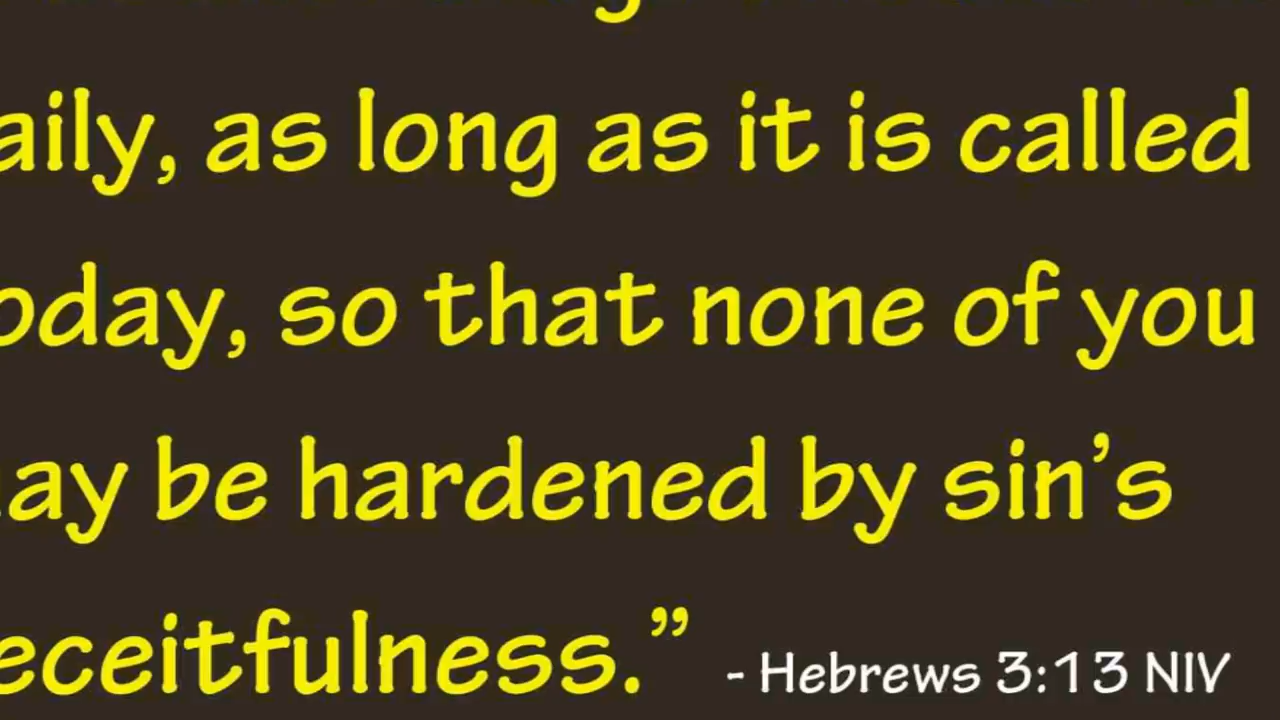 aily, as long as it is called
oday, so that none of you
ay be hardened by sin’s
eceitfulness.” - Hebrews 3:13 NIV